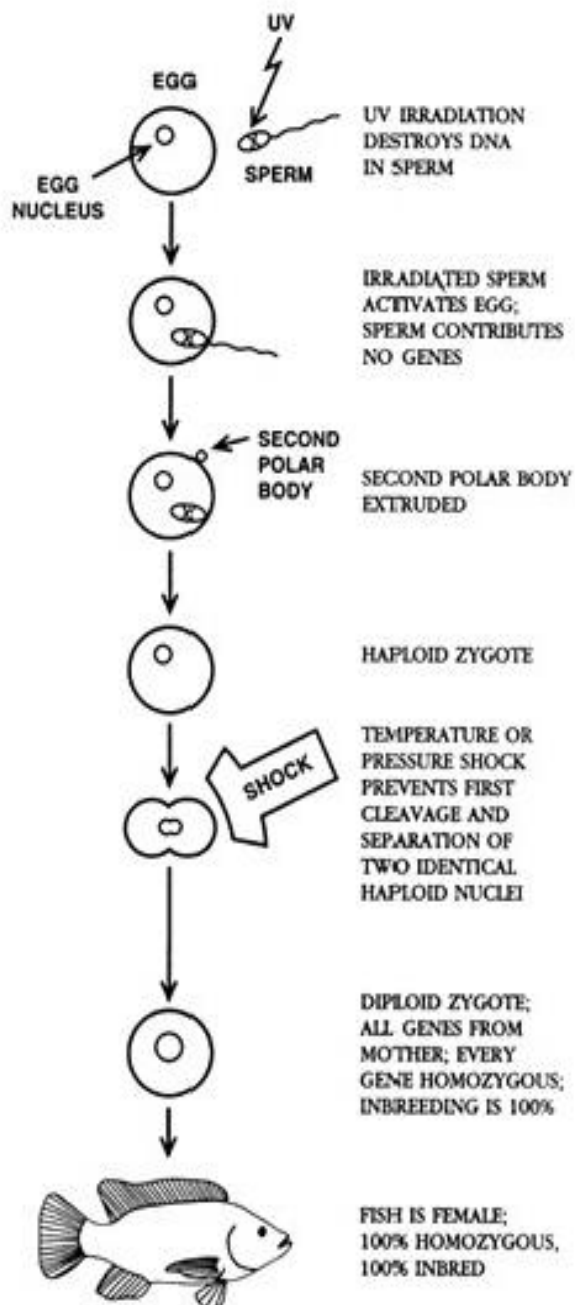 UV
EGG
UV IRRADIATION
DESTROYS DNA
IN SPERM
SPERM
EGG
NUCLEUS
IRRADIATED SPERM
ACTIVATES EGG;
SPERM CONTRIBUTES
NO GENES
SECOND
POLAR
BODY
SECOND POLAR BODY
EXTRUDED
HAPLOID ZYGOTE
SHOCK
TEMPERATURE OR
PRESSURE SHOCK
PREVENTS FIRST
CLEAVAGE AND
SEPARATION OF
TWO IDENTICAL
HAPLOID NUCLEI
DIPLOID ZYGOTE;
ALL GENES FROM
MOTHER; EVERY
GENE HOMOZYGOUS;
INBREEDING IS 100%
FISH IS FEMALE;
100% HOMOZYGOUS,
100% INBRED